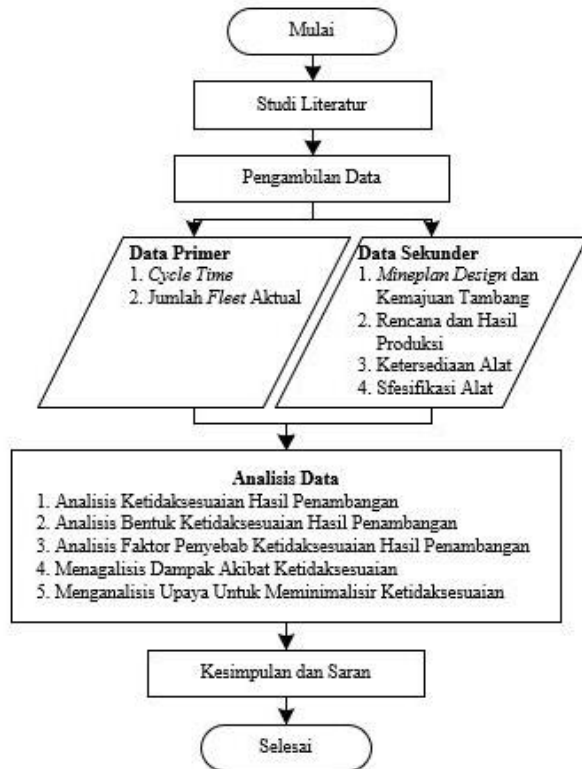 Mulai
Studi Literatur
Pengambilan Data
Data Primer
1. Cycle Time
2. Jumlah Fleet Aktual
Data Sekunder
1. Mineplan Design dan
Kemajuan Tambang
2. Rencana dan Hasil
Produksi
3. Ketersediaan Alat
4. Sfesifikasi Alat
Analisis Data
1. Analisis Ketidaksesuaian Hasil Penambangan
2. Analisis Bentuk Ketidaksesuaian Hasil Penambangan
3. Analisis Faktor Penyebab Ketidaksesuaian Hasil Penambangan
4. Menagalisis Dampak Akibat Ketidaksesuaian
5. Menganalisis Upaya Untuk Meminimalisir Ketidaksesuaian
Kesimpulan dan Saran
Selesai